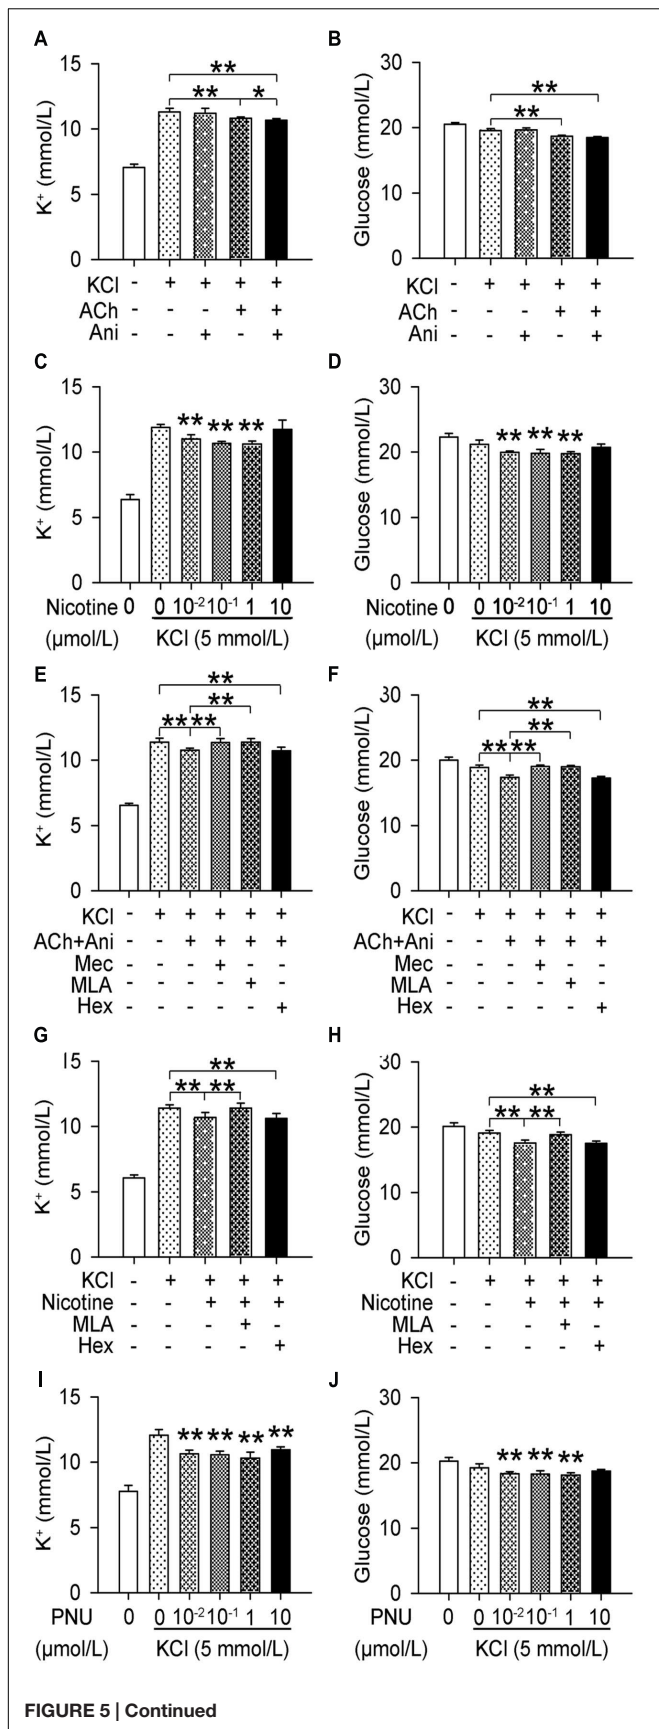 A
B
15
10
5
0
K⁺ (mmol/L)
**
** *
KCl - + + + +
ACh - - - + +
Ani - - + - +
30
20
10
0
Glucose (mmol/L)
**
**
KCl - + + + +
ACh - - - + +
Ani - - + - +
C
D
15
10
5
0
K⁺ (mmol/L)
** ** **
Nicotine 0 0 10⁻² 10⁻¹ 1 10
(μmol/L) KCl (5 mmol/L)
30
20
10
0
Glucose (mmol/L)
** ** **
Nicotine 0 0 10⁻² 10⁻¹ 1 10
(μmol/L) KCl (5 mmol/L)
E
F
15
10
5
0
K⁺ (mmol/L)
**
**
** **
KCl - + + + + +
ACh+Ani - - + + + +
Mec - - - + - -
MLA - - - - + -
Hex - - - - - +
30
20
10
0
Glucose (mmol/L)
**
**
** **
KCl - + + + + +
ACh+Ani - - + + + +
Mec - - - + - -
MLA - - - - + -
Hex - - - - - +
G
H
15
10
5
0
K⁺ (mmol/L)
**
** **
KCl - + + + +
Nicotine - - + + +
MLA - - - + -
Hex - - - - +
30
20
10
0
Glucose (mmol/L)
**
** **
KCl - + + + +
Nicotine - - + + +
MLA - - - + -
Hex - - - - +
I
J
15
10
5
0
K⁺ (mmol/L)
** ** ** **
PNU 0 0 10⁻² 10⁻¹ 1 10
(μmol/L) KCl (5 mmol/L)
30
20
10
0
Glucose (mmol/L)
** ** **
PNU 0 0 10⁻² 10⁻¹ 1 10
(μmol/L) KCl (5 mmol/L)
FIGURE 5 | Continued